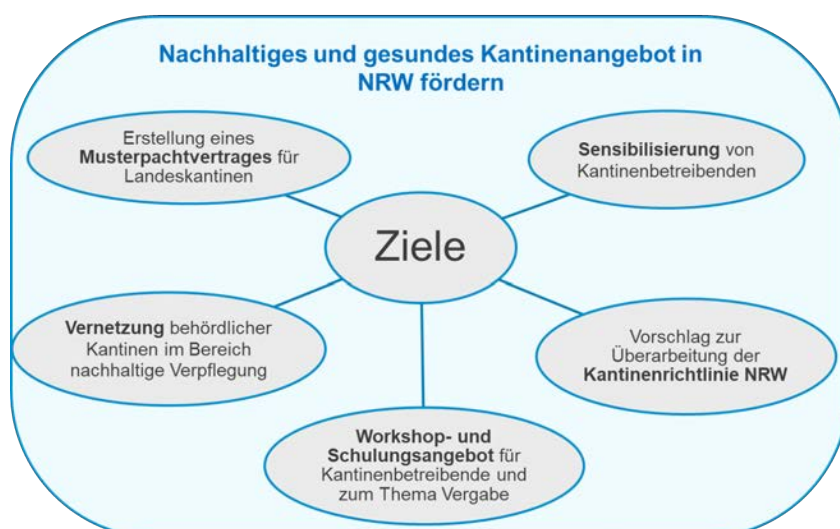 Nachhaltiges und gesundes Kantinenangebot in
NRW fördern
Erstellung eines
Musterpachtvertrages für
Landeskantinen
Sensibilisierung von
Kantinenbetreibenden
Ziele
Vernetzung behördlicher
Kantinen im Bereich
nachhaltige Verpflegung
Vorschlag zur
Überarbeitung der
Kantinenrichtlinie NRW
Workshop- und
Schulungsangebot für
Kantinenbetreibende und
zum Thema Vergabe